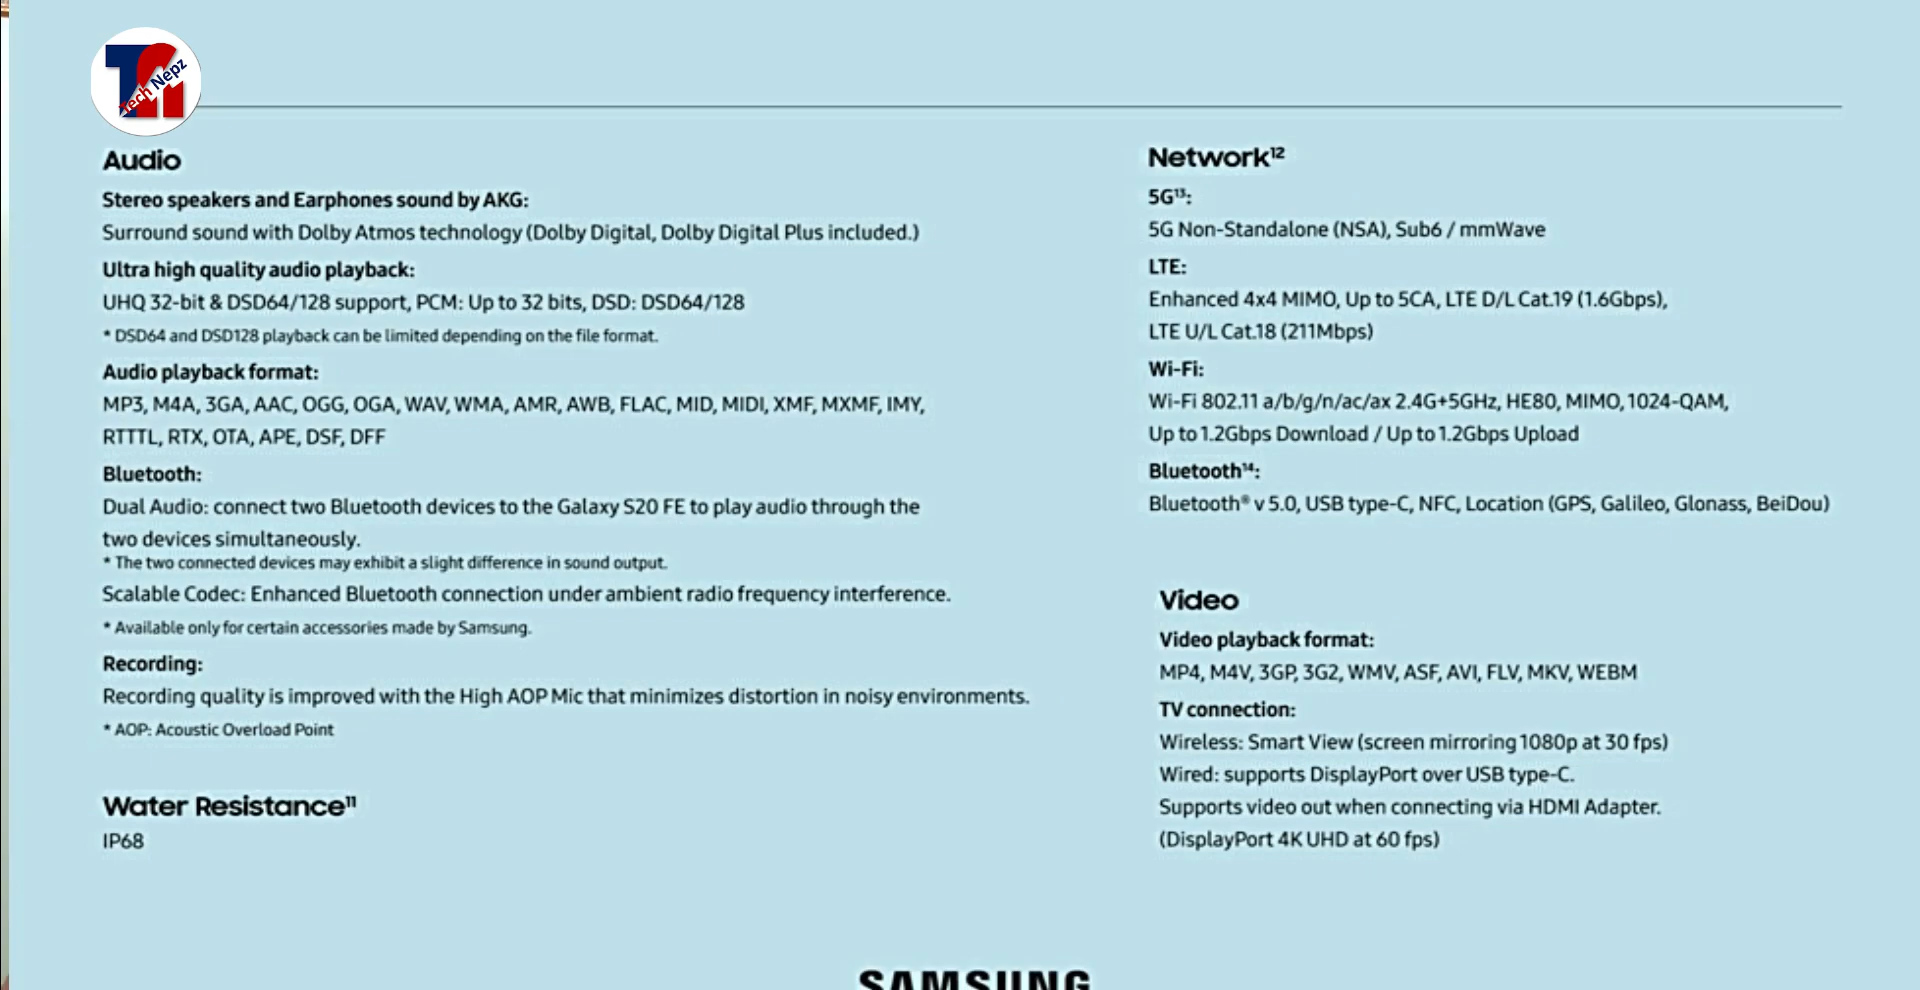 Tech Nepz
Audio
Stereo speakers and Earphones sound by AKG:
Surround sound with Dolby Atmos technology (Dolby Digital, Dolby Digital Plus included.)
Ultra high quality audio playback:
UHQ 32-bit & DSD64/128 support, PCM: Up to 32 bits, DSD: DSD64/128
* DSD64 and DSD128 playback can be limited depending on the file format.
Audio playback format:
MP3, M4A, 3GA, AAC, OGG, OGA, WAV, WMA, AMR, AWB, FLAC, MID, MIDI, XMF, MXMF, IMY,
RTTTL, RTX, OTA, APE, DSF, DFF
Bluetooth:
Dual Audio: connect two Bluetooth devices to the Galaxy S20 FE to play audio through the
two devices simultaneously.
* The two connected devices may exhibit a slight difference in sound output.
Scalable Codec: Enhanced Bluetooth connection under ambient radio frequency interference.
* Available only for certain accessories made by Samsung.
Recording:
Recording quality is improved with the High AOP Mic that minimizes distortion in noisy environments.
* AOP: Acoustic Overload Point
Water Resistance¹¹
IP68
Network¹²
5G¹³:
5G Non-Standalone (NSA), Sub6 / mmWave
LTE:
Enhanced 4x4 MIMO, Up to 5CA, LTE D/L Cat.19 (1.6Gbps),
LTE U/L Cat.18 (211Mbps)
Wi-Fi:
Wi-Fi 802.11 a/b/g/n/ac/ax 2.4G+5GHz, HE80, MIMO, 1024-QAM,
Up to 1.2Gbps Download / Up to 1.2Gbps Upload
Bluetooth¹⁴:
Bluetooth® v 5.0, USB type-C, NFC, Location (GPS, Galileo, Glonass, BeiDou)
Video
Video playback format:
MP4, M4V, 3GP, 3G2, WMV, ASF, AVI, FLV, MKV, WEBM
TV connection:
Wireless: Smart View (screen mirroring 1080p at 30 fps)
Wired: supports DisplayPort over USB type-C.
Supports video out when connecting via HDMI Adapter.
(DisplayPort 4K UHD at 60 fps)
SAMSUNG